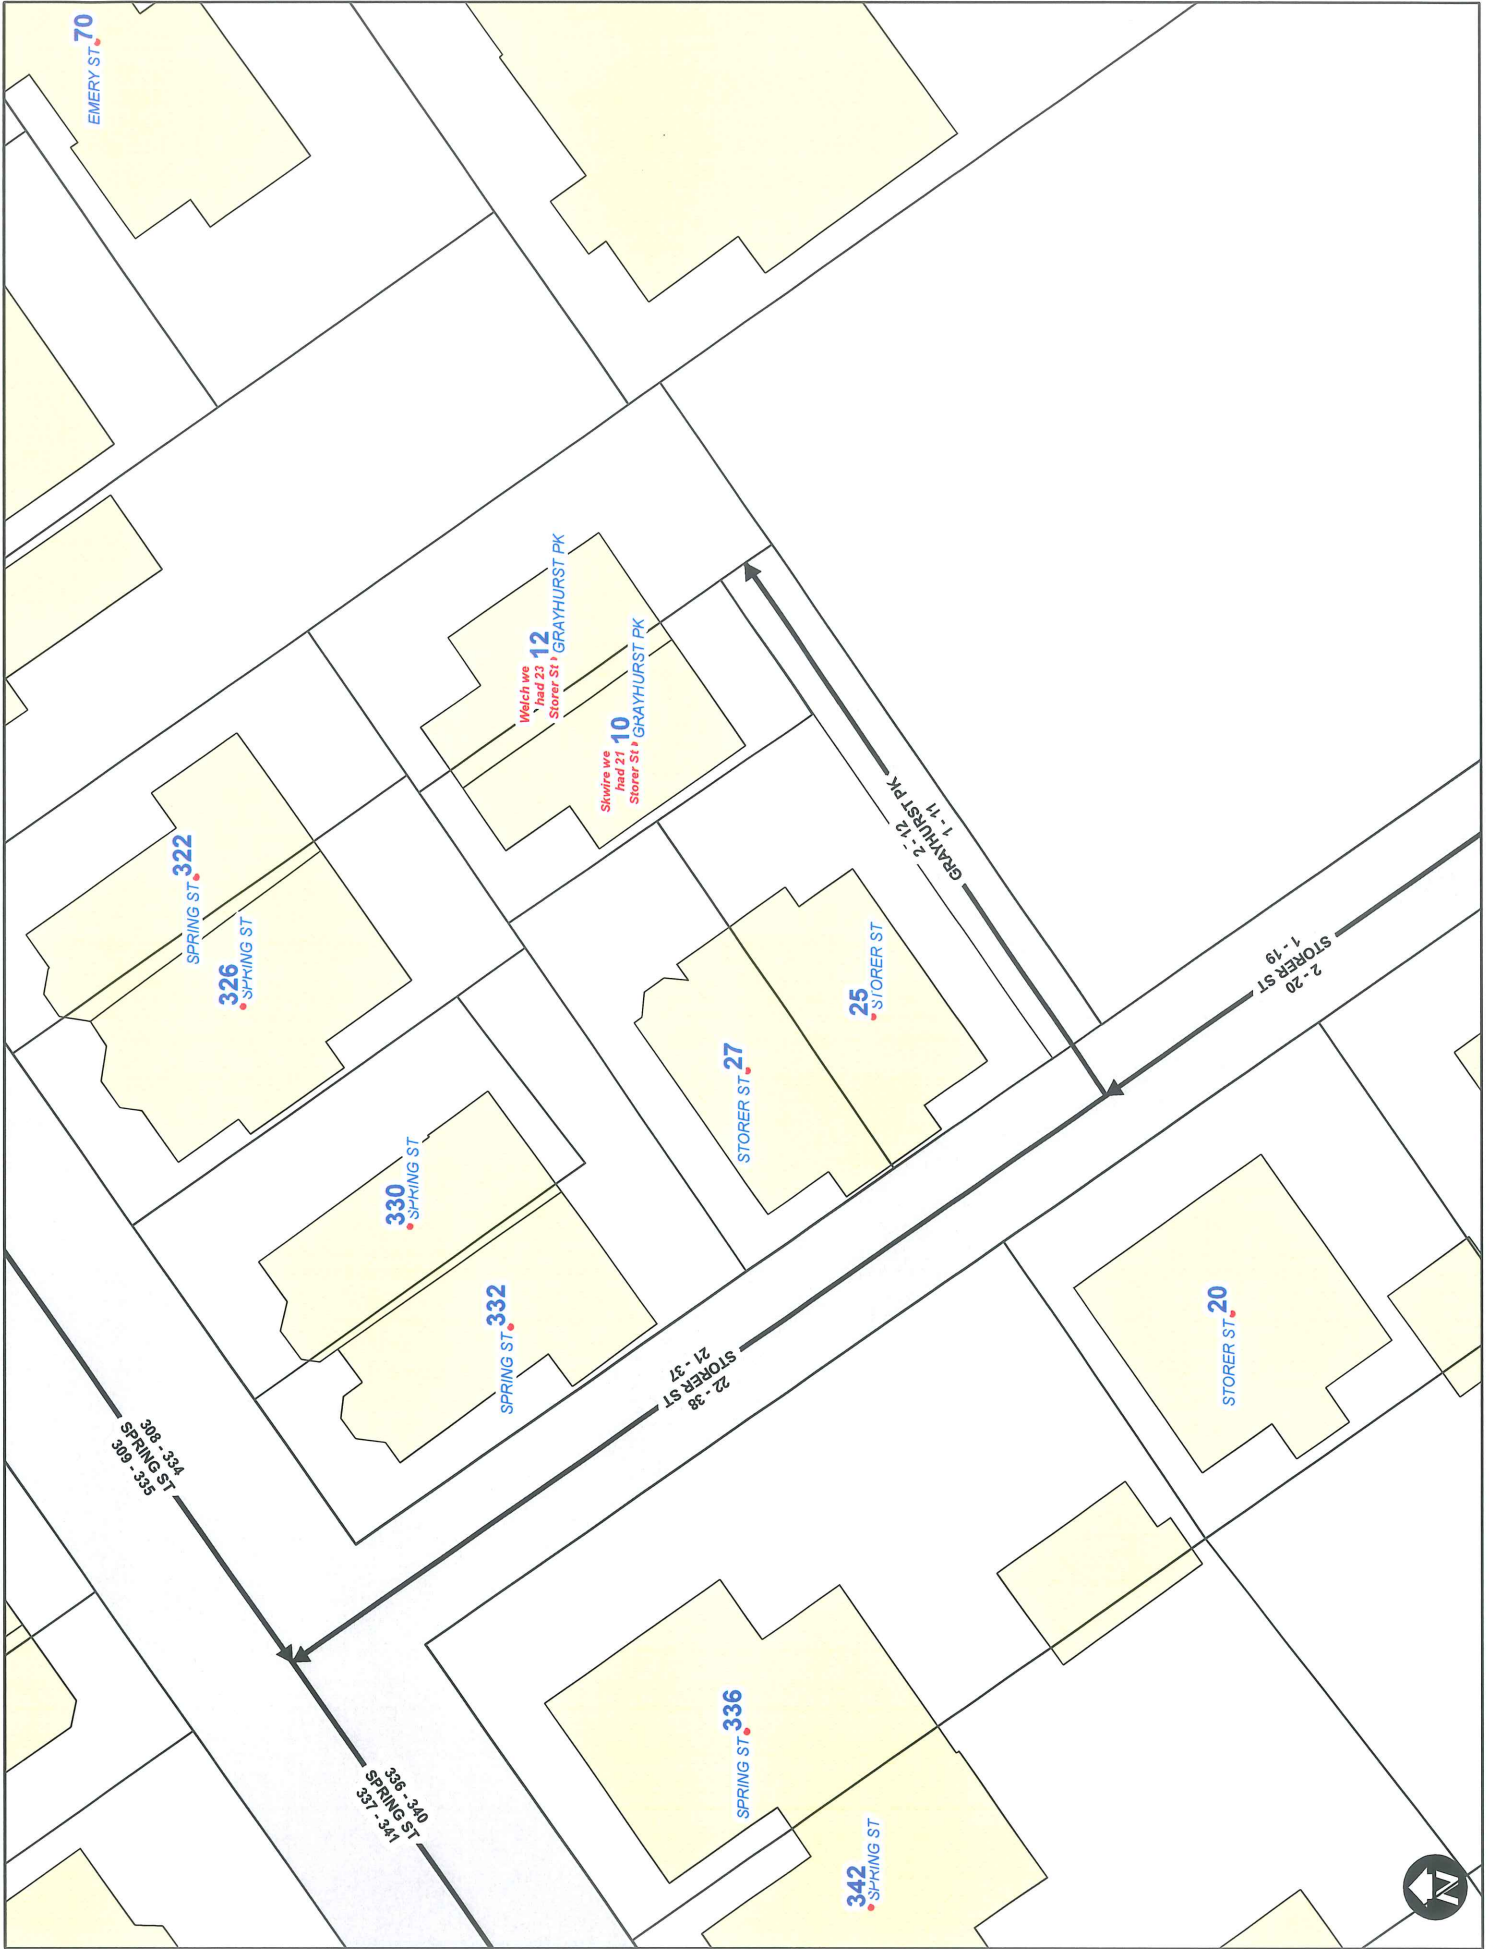 EMERY ST 70
SPRING ST 322
326
SPRING ST
Welch we
had 23
Storer St
12
GRAYHURST PK
Skwire we
had 21
Storer St
10
GRAYHURST PK
330
SPRING ST
SPRING ST 332
STORER ST 27
25
STORER ST
2 - 12
GRAYHURST PK
1 - 11
1 - 19
STORER ST
2 - 20
21 - 37
STORER ST
22 - 38
308 - 334
SPRING ST
309 - 335
336 - 340
SPRING ST
337 - 341
STORER ST 20
SPRING ST 336
342
SPRING ST
N